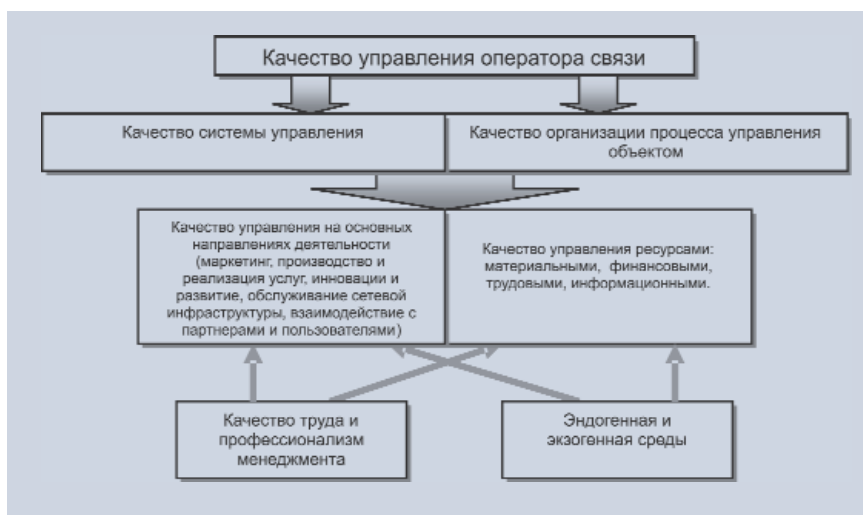 Качество управления оператора связи
Качество системы управления
Качество организации процесса управления
объектом
Качество управления на основных
направлениях деятельности
(маркетинг, производство и
реализация услуг, инновации и
развитие, обслуживание сетевой
инфраструктуры, взаимодействие с
партнерами и пользователями)
Качество управления ресурсами:
материальными, финансовыми,
трудовыми, информационными.
Качество труда и
профессионализм
менеджмента
Эндогенная и
экзогенная среды